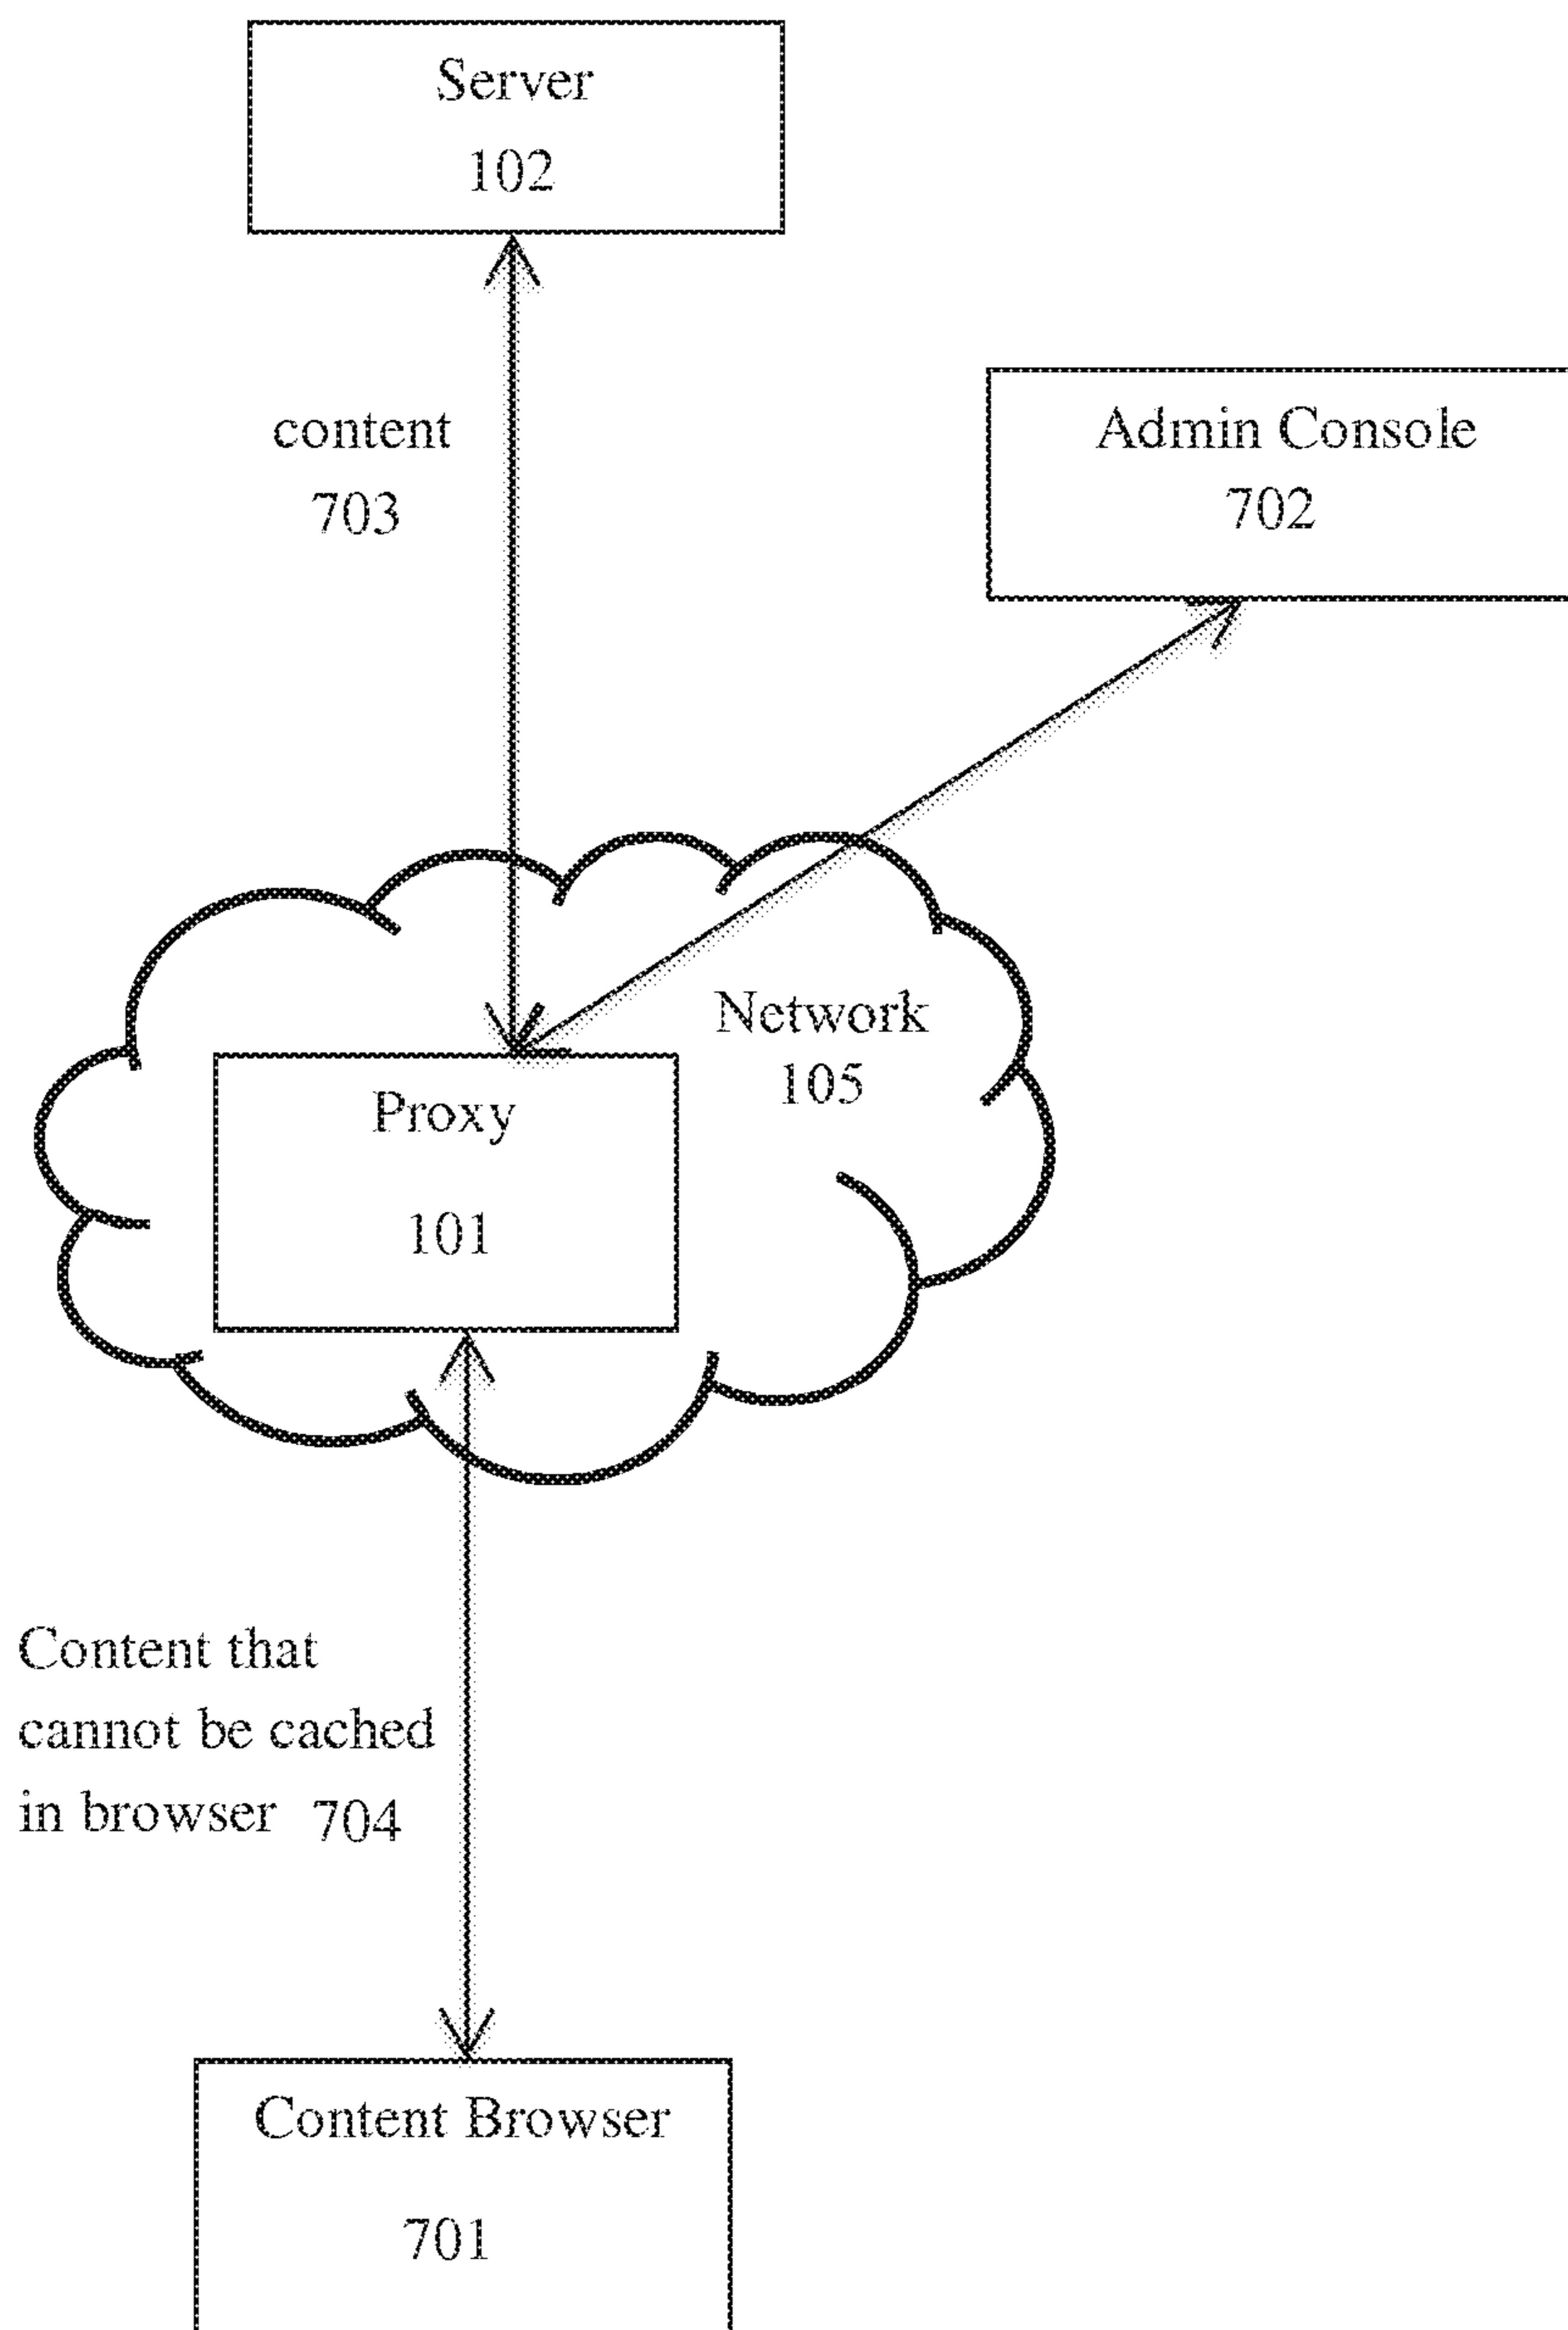 Server
102
content
703
Admin Console
702
Network
105
Proxy
101
Content that
cannot be cached
in browser 704
Content Browser
701